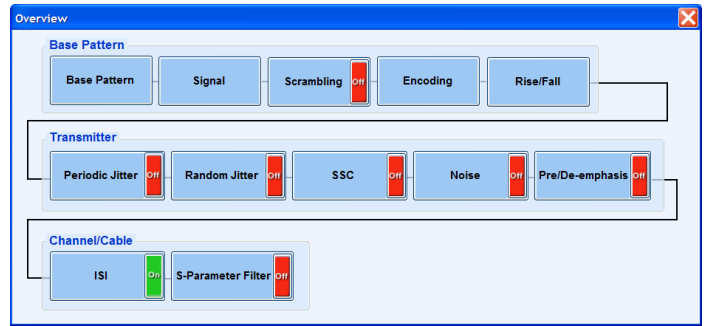 Overview
Base Pattern
Base Pattern
Signal
Scrambling
Off
Encoding
Rise/Fall
Transmitter
Periodic Jitter
Off
Random Jitter
Off
SSC
Off
Noise
Off
Pre/De-emphasis
Off
Channel/Cable
ISI
On
S-Parameter Filter
Off